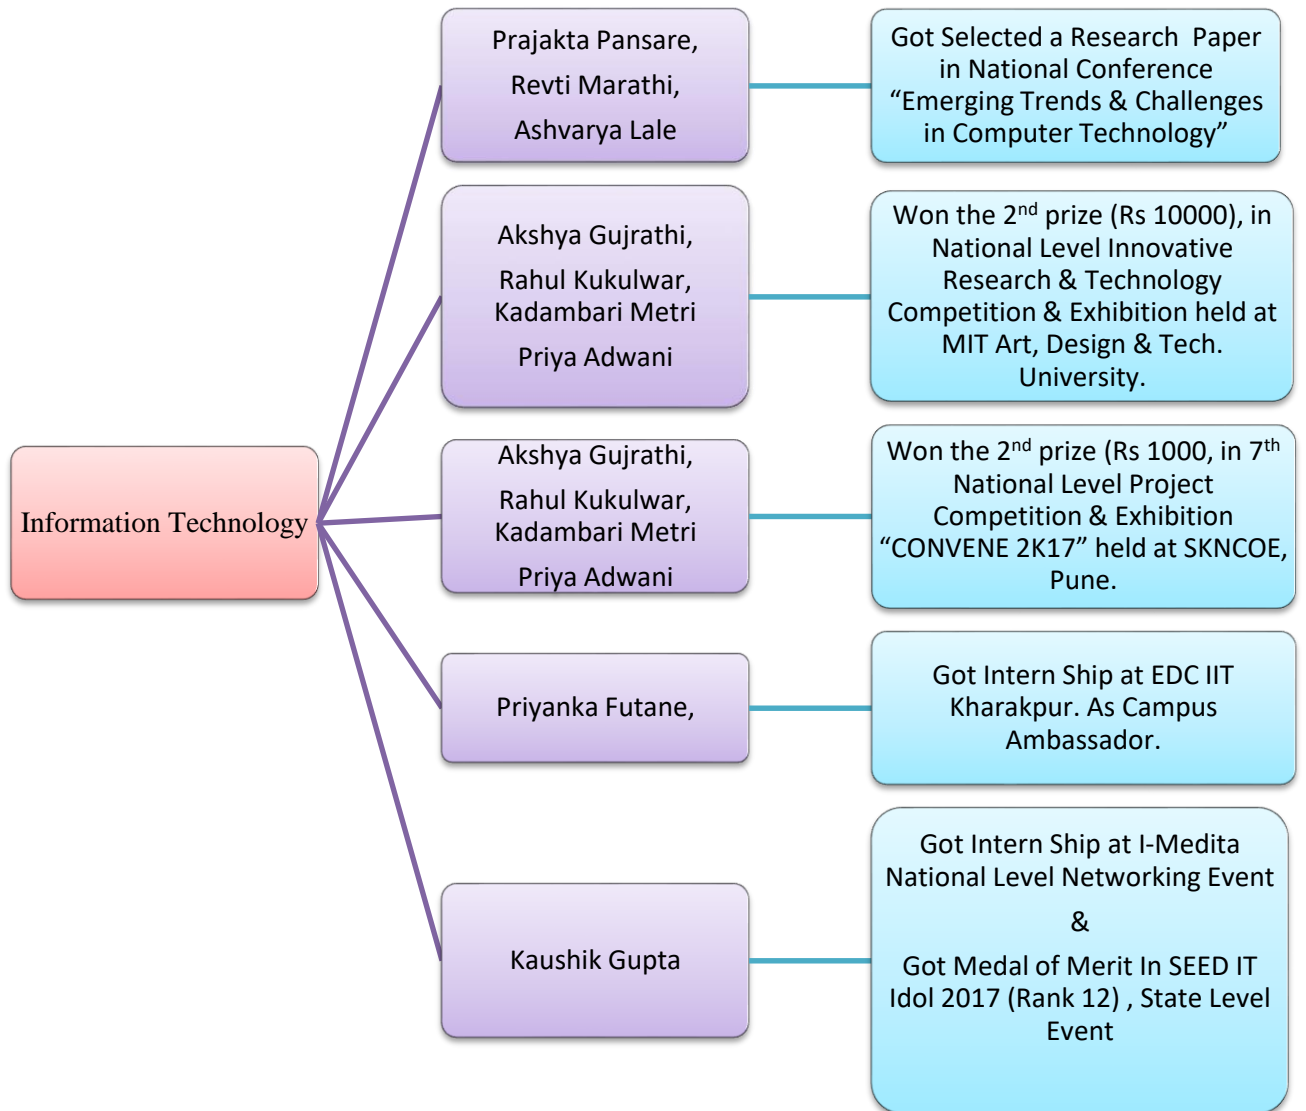 Prajakta Pansare,
Revti Marathi,
Ashvarya Lale
Got Selected a Research  Paper
in National Conference
“Emerging Trends & Challenges
in Computer Technology”
Akshya Gujrathi,
Rahul Kukulwar,
Kadambari Metri
Priya Adwani
Won the 2nd prize (Rs 10000), in
National Level Innovative
Research & Technology
Competition & Exhibition held at
MIT Art, Design & Tech.
University.
Information Technology
Akshya Gujrathi,
Rahul Kukulwar,
Kadambari Metri
Priya Adwani
Won the 2nd prize (Rs 1000, in 7th
National Level Project
Competition & Exhibition
“CONVENE 2K17” held at SKNCOE,
Pune.
Priyanka Futane,
Got Intern Ship at EDC IIT
Kharakpur. As Campus
Ambassador.
Kaushik Gupta
Got Intern Ship at I-Medita
National Level Networking Event
&
Got Medal of Merit In SEED IT
Idol 2017 (Rank 12) , State Level
Event